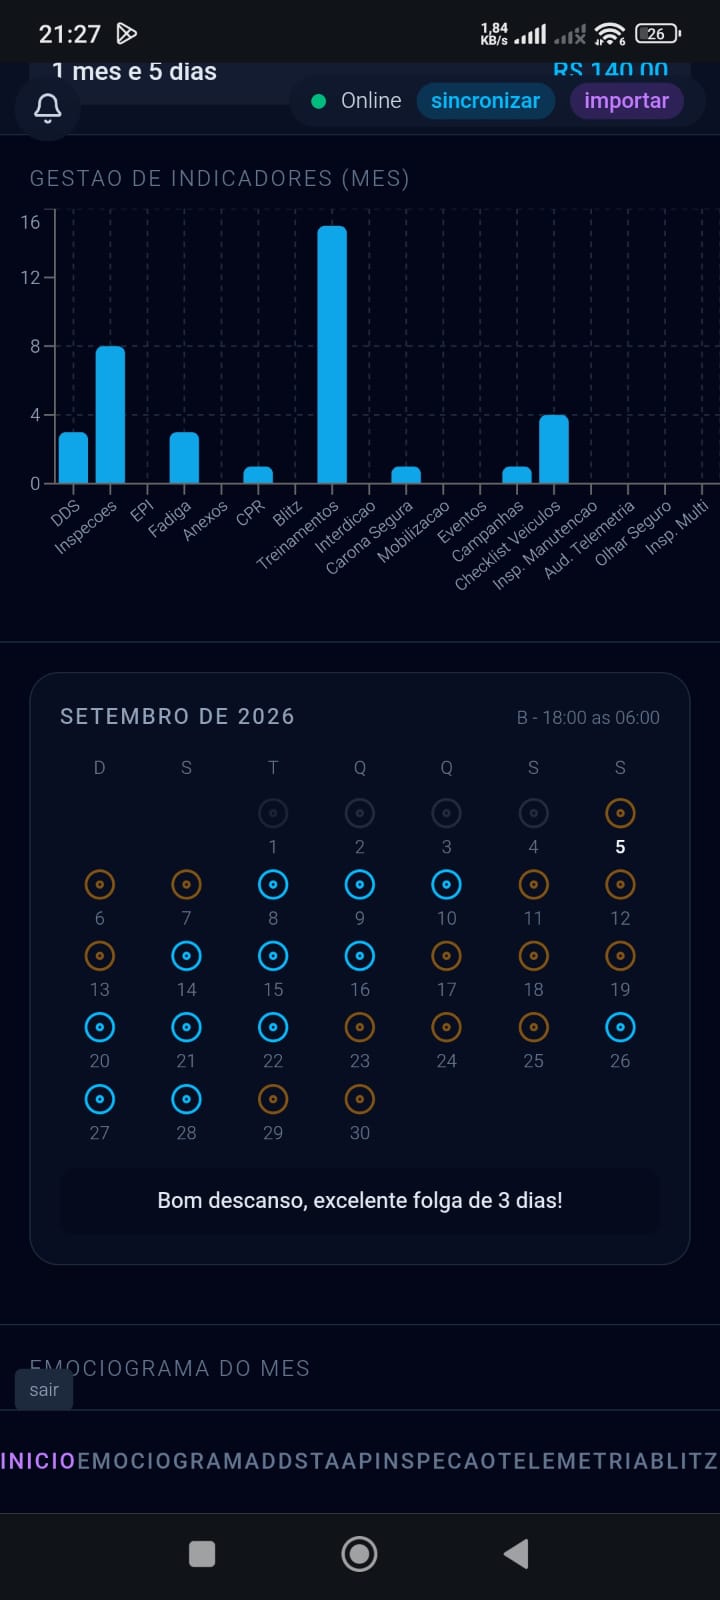 21:27
1,84 KB/s
26
1 mes e 5 dias
R$ 140,00
Online
sincronizar
importar
GESTAO DE INDICADORES (MES)
16
12
8
4
0
DDS
Inspecoes
EPI
Fadiga
Anexos
CPR
Blitz
Treinamentos
Interdicao
Carona Segura
Mobilizacao
Eventos
Campanhas
Checklist Veiculos
Insp. Manutencao
Aud. Telemetria
Olhar Seguro
Insp. Multi
SETEMBRO DE 2026
B - 18:00 as 06:00
D S T Q Q S S
1 2 3 4 5
6 7 8 9 10 11 12
13 14 15 16 17 18 19
20 21 22 23 24 25 26
27 28 29 30
Bom descanso, excelente folga de 3 dias!
EMOCIOGRAMA DO MES
sair
INICIOEMOCIOGRAMADDSTAAPINSPECAOTELEMETRIABLITZ